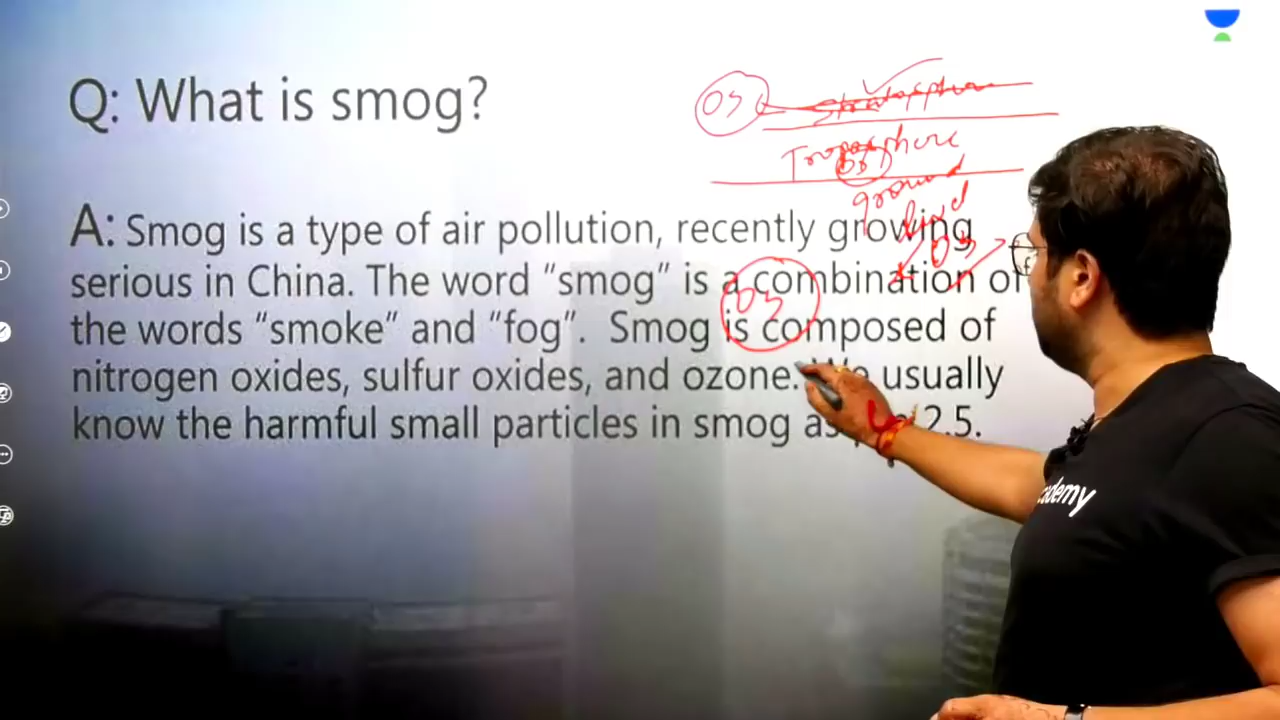 Q: What is smog?
O3 Stratosphere
Troposphere
O3
ground
O3
O3
A: Smog is a type of air pollution, recently growing
serious in China. The word “smog” is a combination of
the words “smoke” and “fog”. Smog is composed of
nitrogen oxides, sulfur oxides, and ozone. We usually
know the harmful small particles in smog as 2.5.
ademy